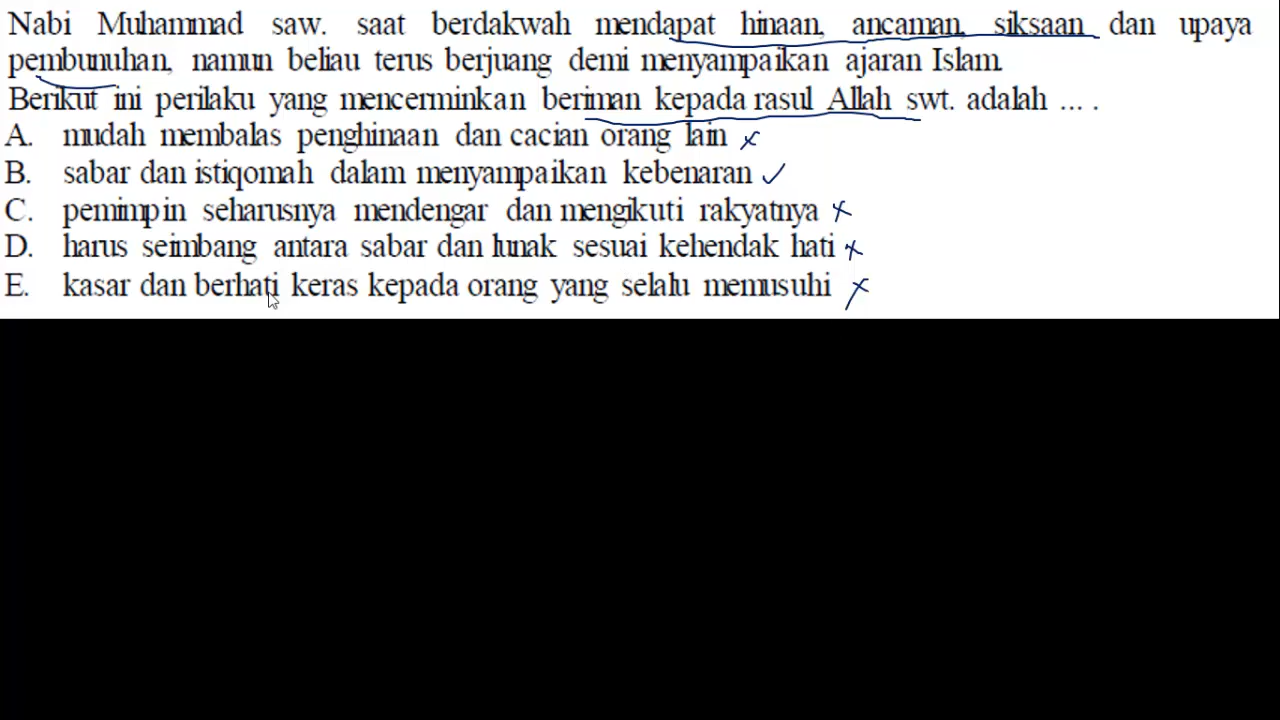 Nabi Muhammad saw. saat berdakwah mendapat hinaan, ancaman, siksaan dan upaya
pembunuhan, namun beliau terus berjuang demi menyampaikan ajaran Islam.
Berikut ini perilaku yang mencerminkan beriman kepada rasul Allah swt. adalah ... .
A. mudah membalas penghinaan dan cacian orang lain
B. sabar dan istiqomah dalam menyampaikan kebenaran
C. pemimpin seharusnya mendengar dan mengikuti rakyatnya
D. harus seimbang antara sabar dan lunak sesuai kehendak hati
E. kasar dan berhati keras kepada orang yang selalu memusuhi